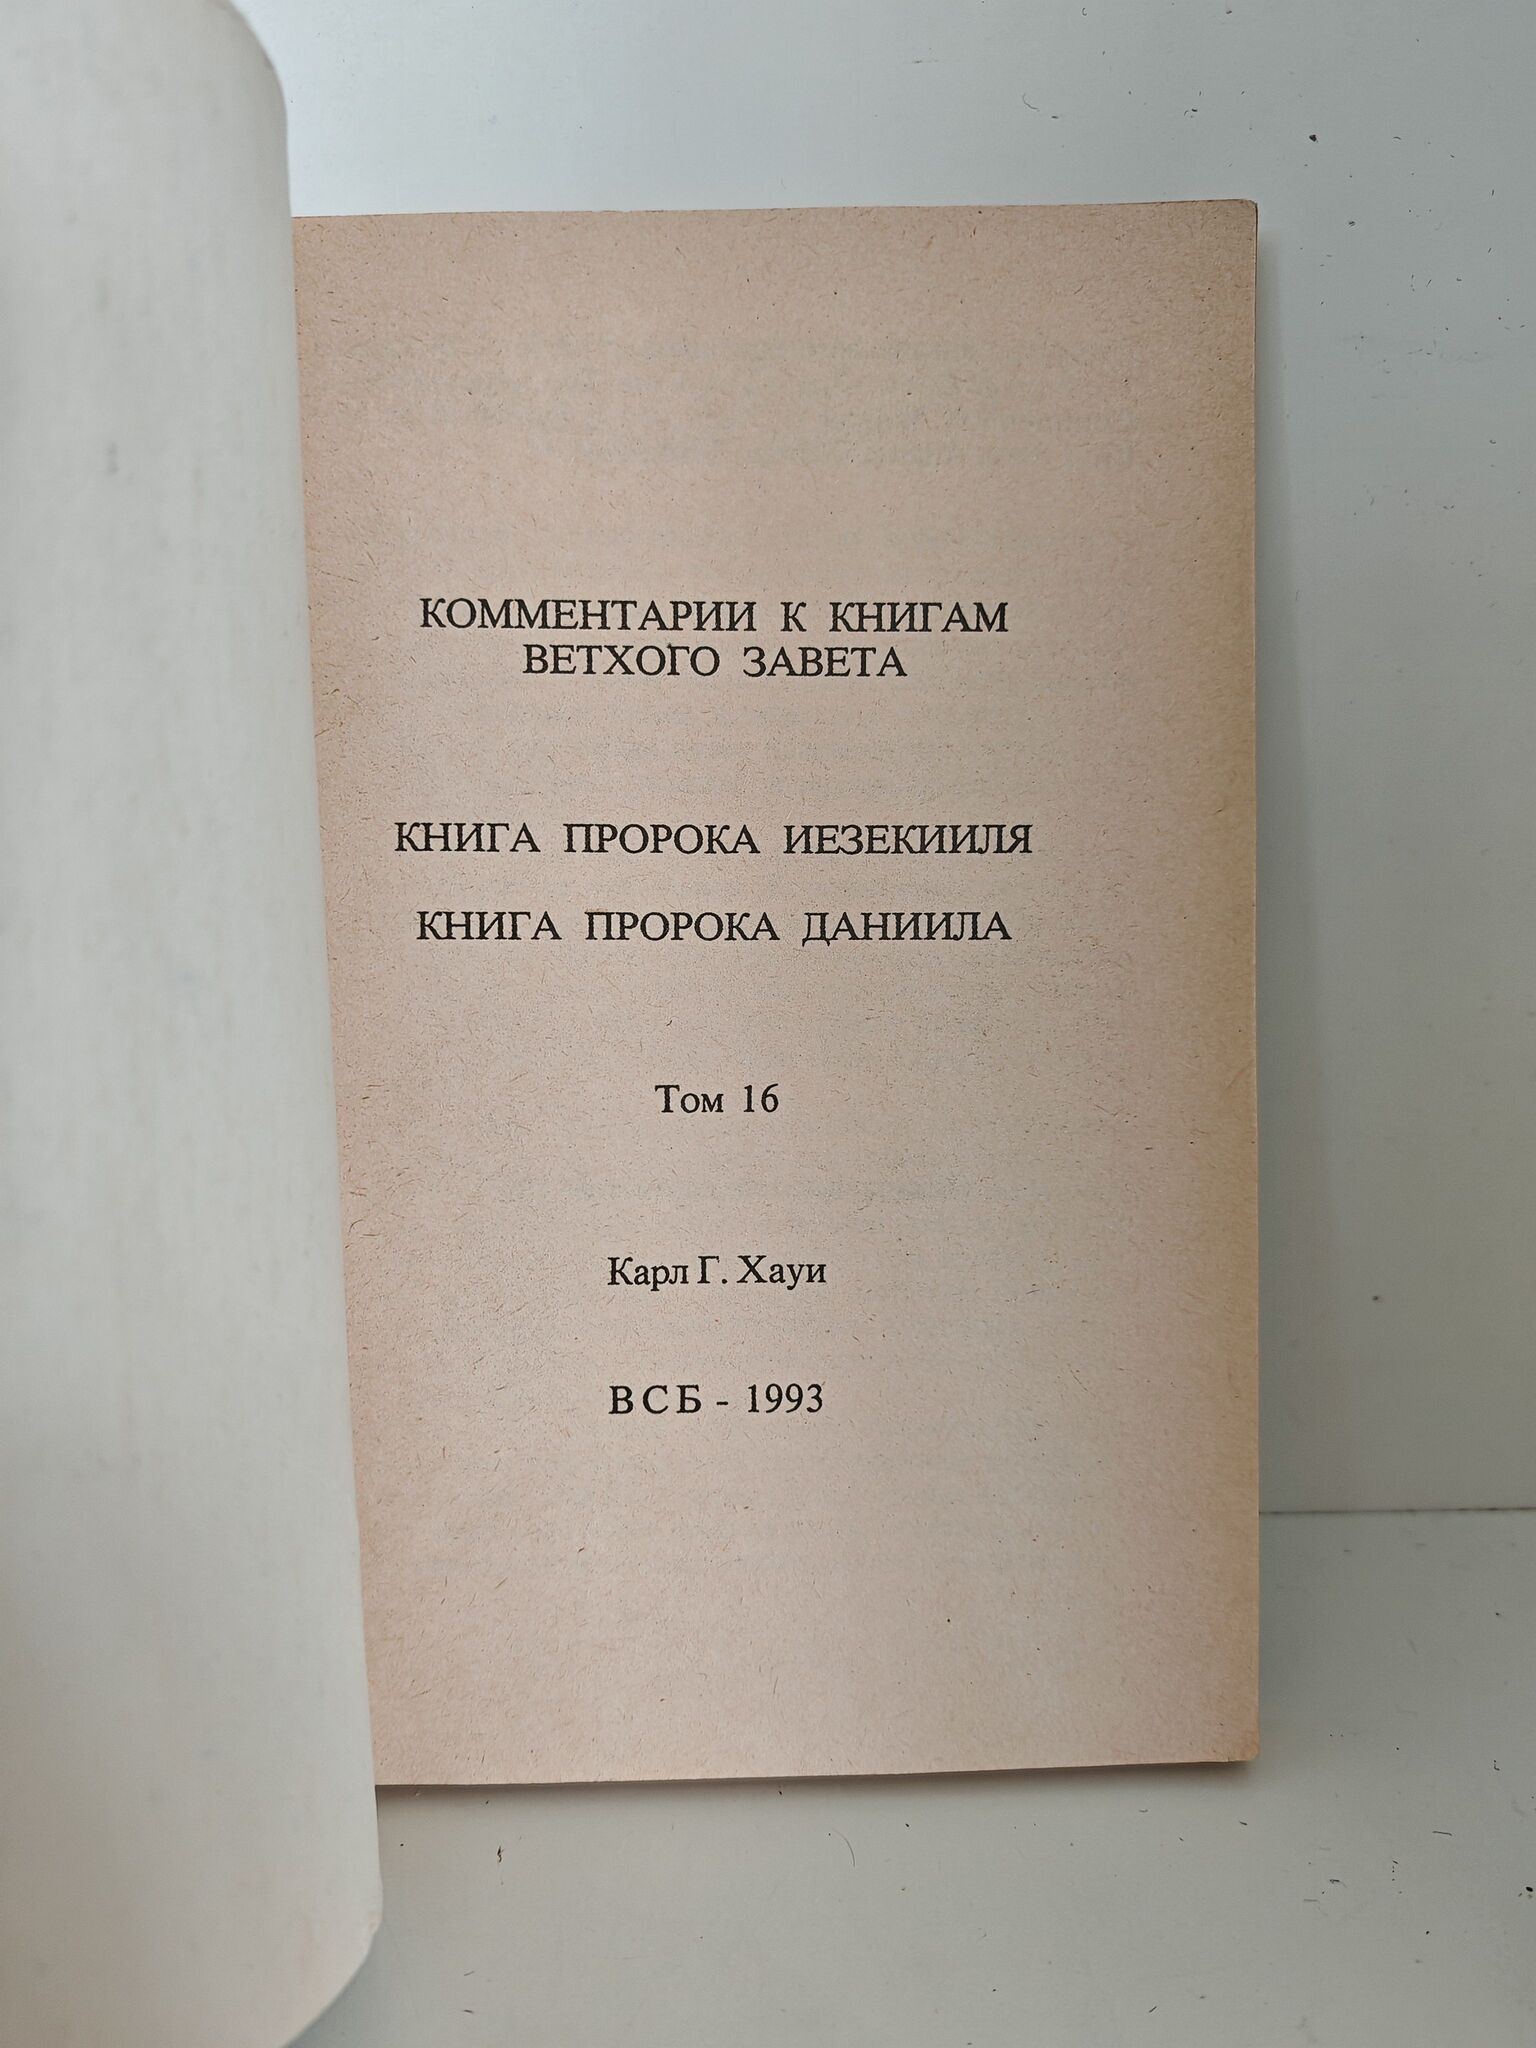 КОММЕНТАРИИ К КНИГАМ
ВЕТХОГО ЗАВЕТА
КНИГА ПРОРОКА ИЕЗЕКИИЛЯ
КНИГА ПРОРОКА ДАНИИЛА
Том 16
Карл Г. Хауи
ВСБ - 1993